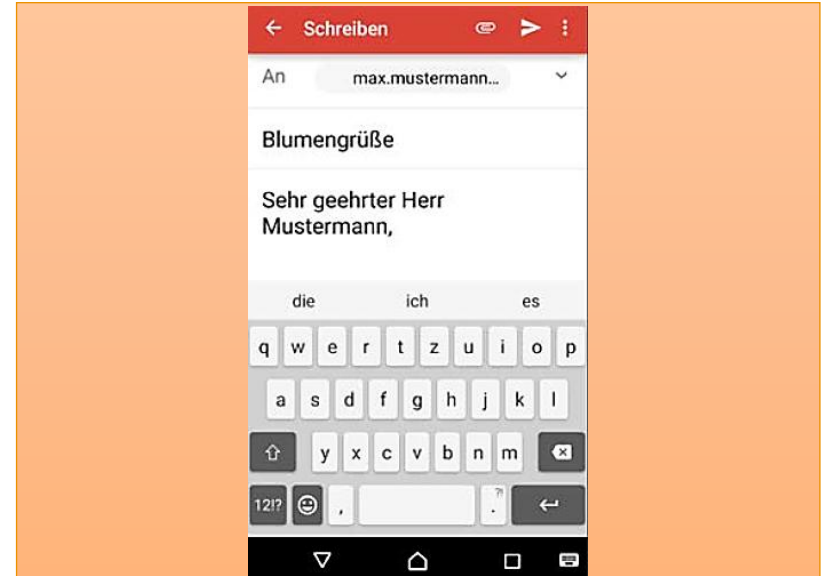 Schreiben
An max.mustermann...
Blumengrüße
Sehr geehrter Herr
Mustermann,
die ich es
q w e r t z u i o p
a s d f g h j k l
y x c v b n m
12!? , . ?!